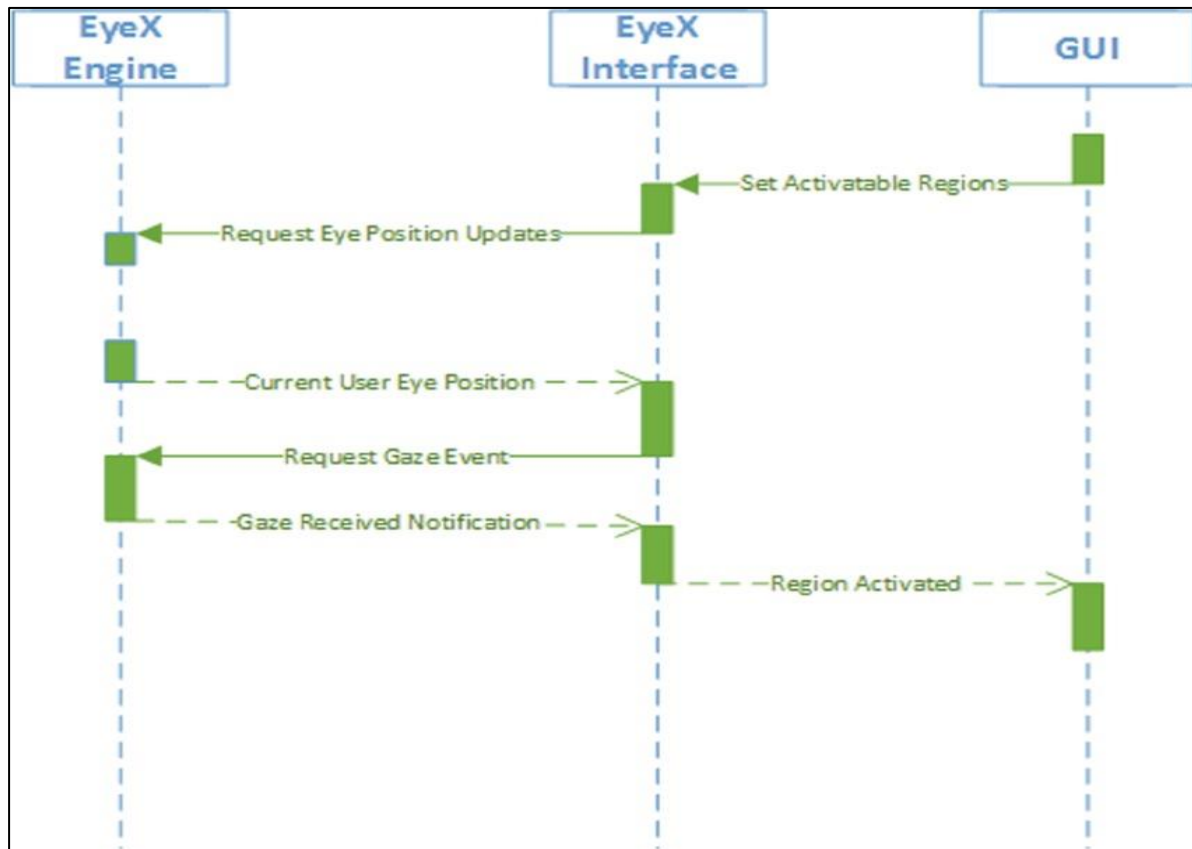 EyeX
Engine
EyeX
Interface
GUI
Set Activatable Regions
Request Eye Position Updates
Current User Eye Position
Request Gaze Event
Gaze Received Notification
Region Activated